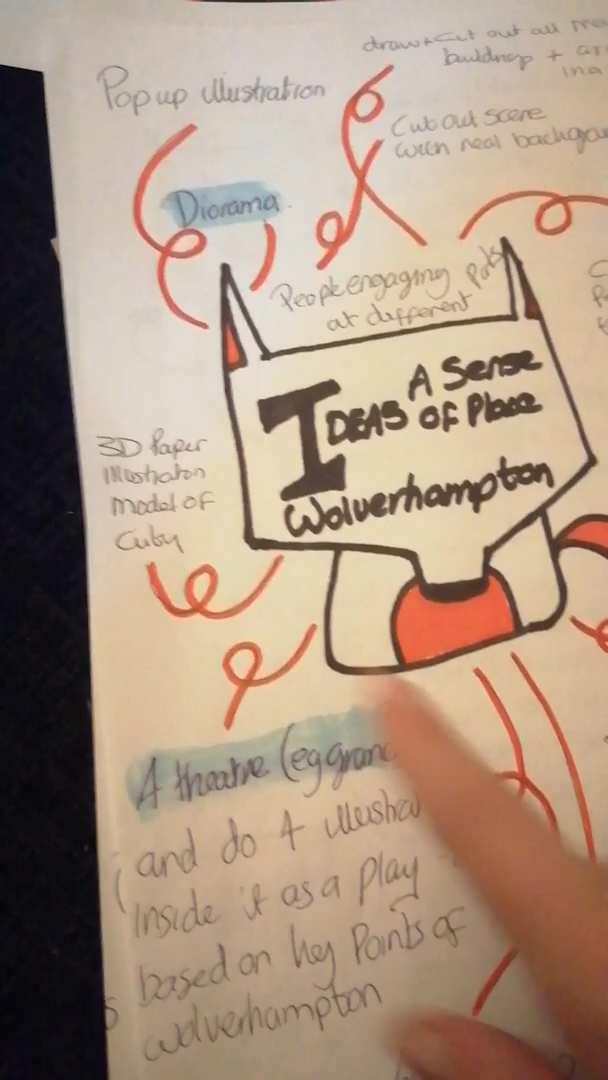 draw + cut out all
buildings +
in a
Pop up illustration
Cut out scene
with real
Diorama
People engaging
at different
IDEAS A Sense
of Place
Wolverhampton
3D Paper
Illustration
model of
City
A theatre (eg
and do 4
inside it as a play
based on key points of
wolverhampton